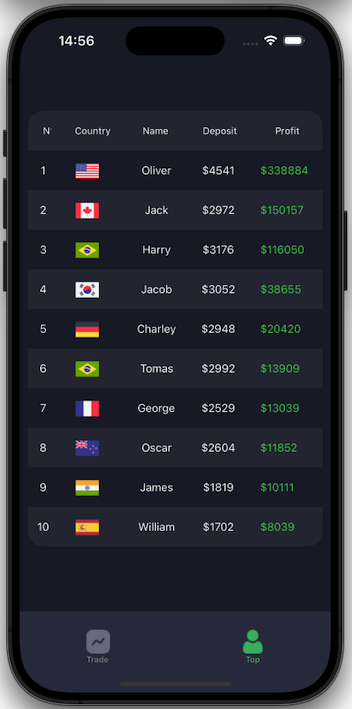 14:56
N Country Name Deposit Profit
1 Oliver $4541 $338884
2 Jack $2972 $150157
3 Harry $3176 $116050
4 Jacob $3052 $38655
5 Charley $2948 $20420
6 Tomas $2992 $13909
7 George $2529 $13039
8 Oscar $2604 $11852
9 James $1819 $10111
10 William $1702 $8039
Trade Top